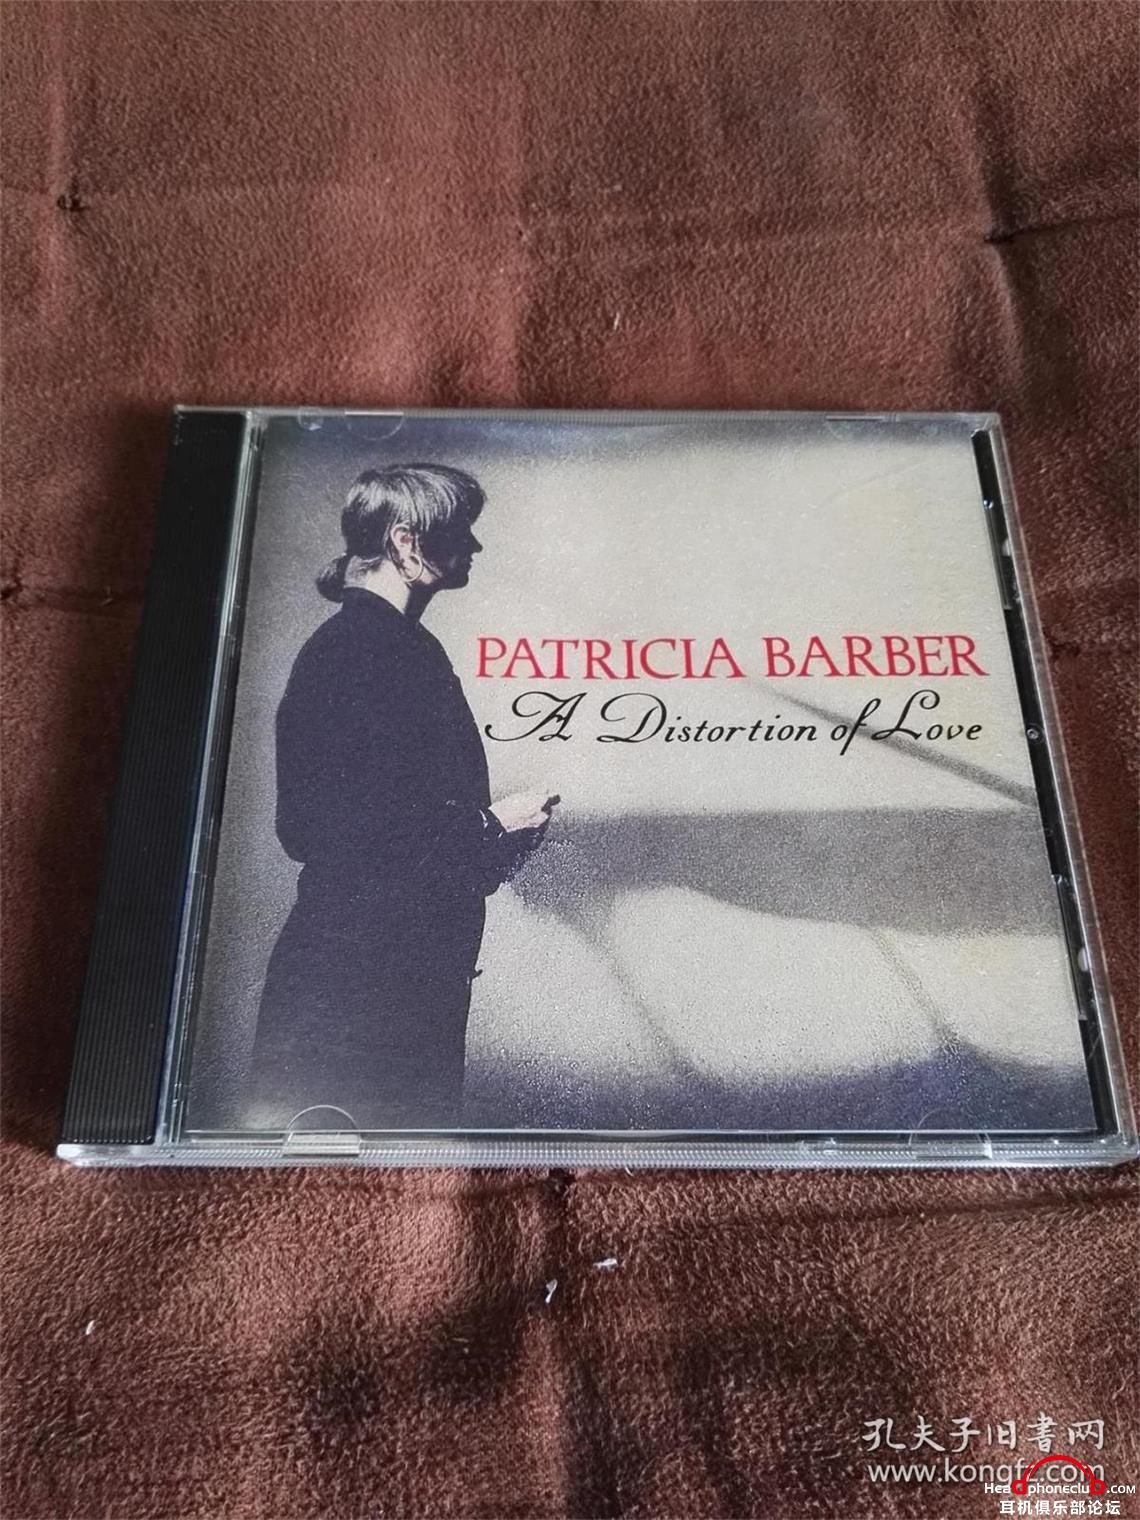 PATRICIA BARBER
A Distortion of Love
孔夫子旧書网
www.kongfz.com
Headphoneclub.com
耳机俱乐部论坛